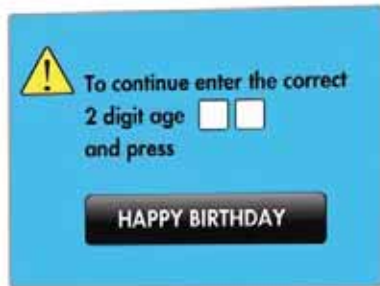 To continue enter the correct
2 digit age
and press
HAPPY BIRTHDAY